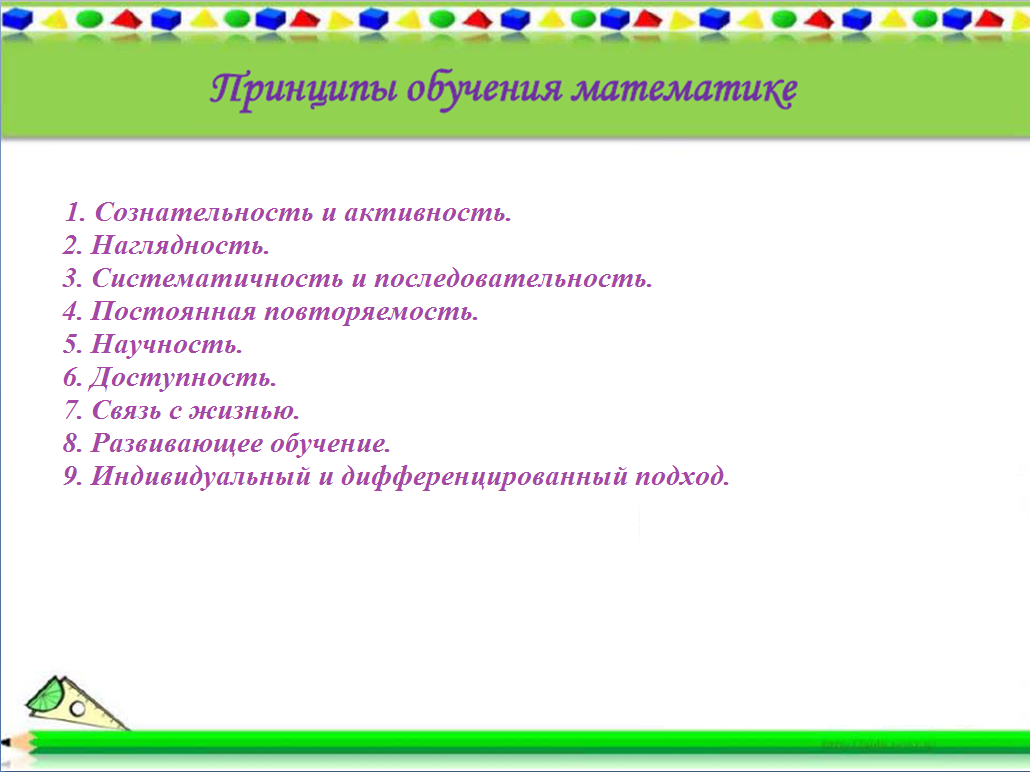 Принципы обучения математике
1. Сознательность и активность.
2. Наглядность.
3. Систематичность и последовательность.
4. Постоянная повторяемость.
5. Научность.
6. Доступность.
7. Связь с жизнью.
8. Развивающее обучение.
9. Индивидуальный и дифференцированный подход.